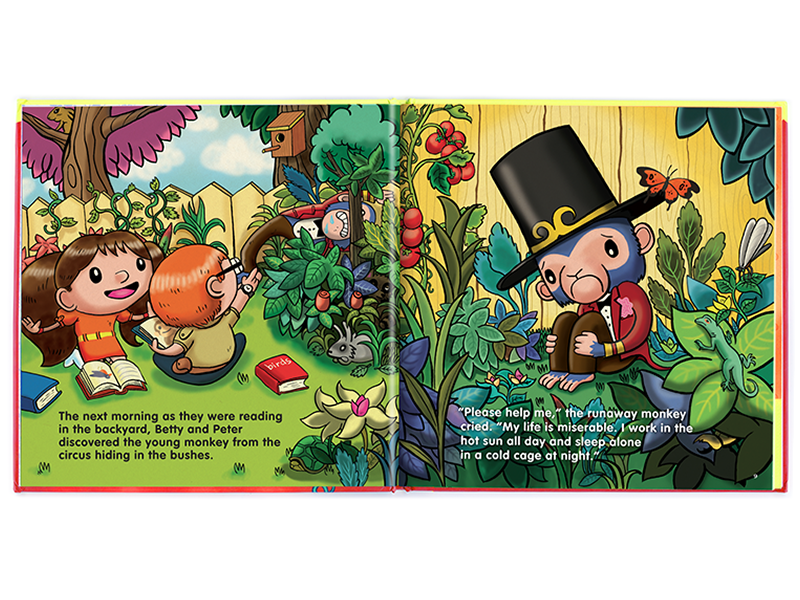 birds
The next morning as they were reading
in the backyard, Betty and Peter
discovered the young monkey from the
circus hiding in the bushes.
"Please help me," the runaway monkey
cried. "My life is miserable. I work in the
hot sun all day and sleep alone
in a cold cage at night."